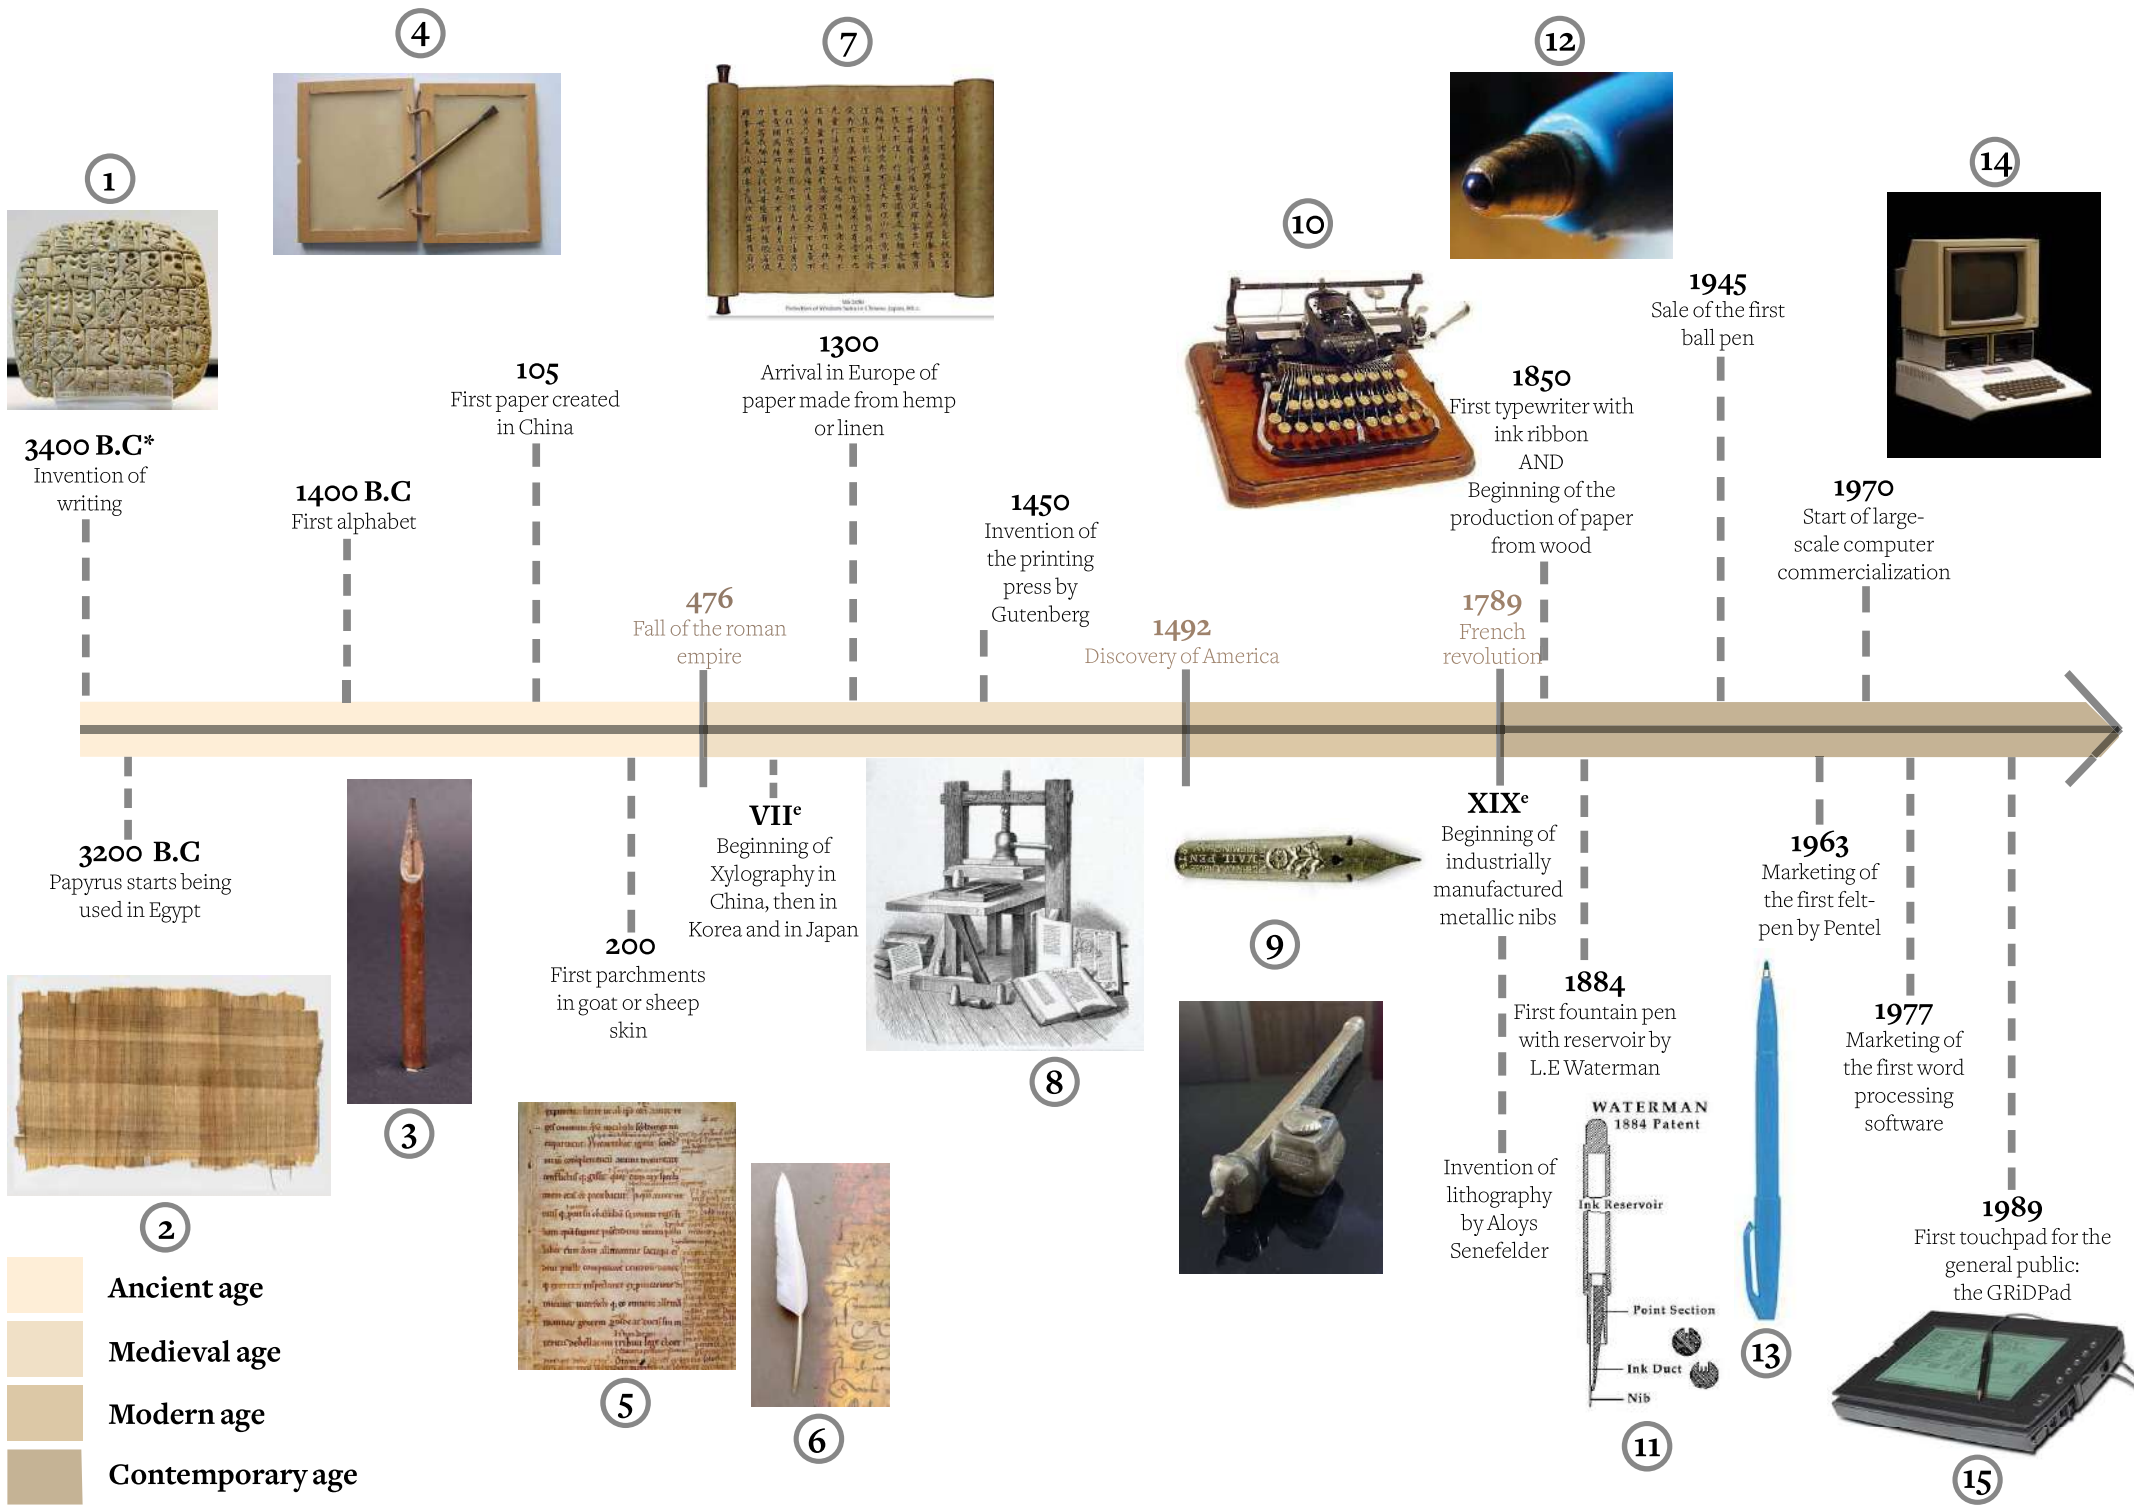 4
7
12
1
14
10
3400 B.C*
Invention of
writing
1400 B.C
First alphabet
105
First paper created
in China
1300
Arrival in Europe of
paper made from hemp
or linen
1450
Invention of
the printing
press by
Gutenberg
1850
First typewriter with
ink ribbon
AND
Beginning of the
production of paper
from wood
1945
Sale of the first
ball pen
1970
Start of large-
scale computer
commercialization
476
Fall of the roman
empire
1492
Discovery of America
1789
French
revolution
3200 B.C
Papyrus starts being
used in Egypt
2
3
200
First parchments
in goat or sheep
skin
5
VIIe
Beginning of
Xylography in
China, then in
Korea and in Japan
6
8
9
XIXe
Beginning of
industrially
manufactured
metallic nibs
Invention of
lithography
by Aloys
Senefelder
1884
First fountain pen
with reservoir by
L.E Waterman
WATERMAN
1884 Patent
Ink Reservoir
Point Section
Ink Duct
Nib
11
1963
Marketing of
the first felt-
pen by Pentel
13
1977
Marketing of
the first word
processing
software
1989
First touchpad for the
general public:
the GRiDPad
15
Ancient age
Medieval age
Modern age
Contemporary age